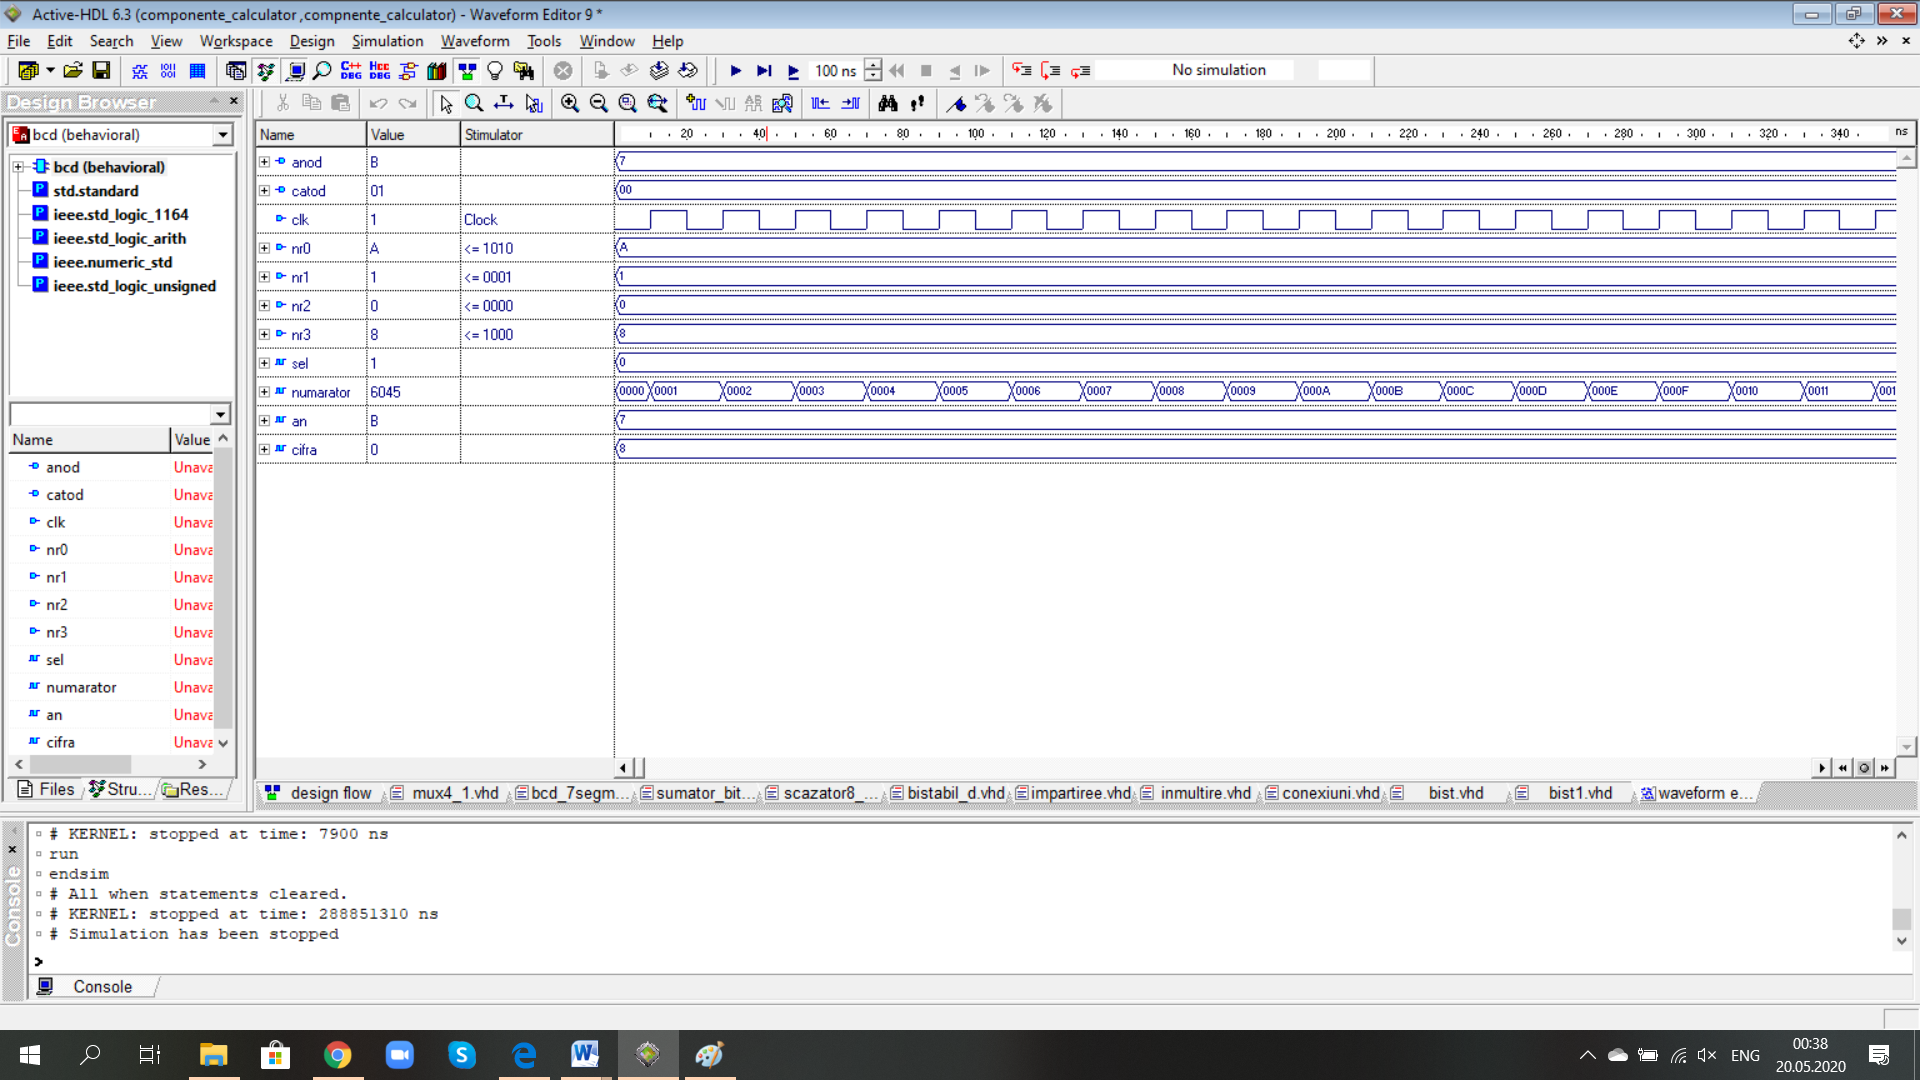 Active-HDL 6.3 (componente_calculator ,compnente_calculator) - Waveform Editor 9 *
File Edit Search View Workspace Design Simulation Waveform Tools Window Help
C++ DBG HCC DBG 100 ns No simulation
Design Browser
bcd (behavioral)
bcd (behavioral)
std.standard
ieee.std_logic_1164
ieee.std_logic_arith
ieee.numeric_std
ieee.std_logic_unsigned
Name Value
anod Unava
catod Unava
clk Unava
nr0 Unava
nr1 Unava
nr2 Unava
nr3 Unava
sel Unava
numarator Unava
an Unava
cifra Unava
Files Stru... Res...
Name Value Stimulator 20 40 60 80 100 120 140 160 180 200 220 240 260 280 300 320 340 ns
anod B 7
catod 01 00
clk 1 Clock
nr0 A <= 1010 A
nr1 1 <= 0001 1
nr2 0 <= 0000 0
nr3 8 <= 1000 8
sel 1 0
numarator 6045 0000 0001 0002 0003 0004 0005 0006 0007 0008 0009 000A 000B 000C 000D 000E 000F 0010 0011 001
an B 7
cifra 0 8
design flow mux4_1.vhd bcd_7segm... sumator_bit... scazator8_... bistabil_d.vhd impartiree.vhd inmultire.vhd conexiuni.vhd bist.vhd bist1.vhd waveform e...
# KERNEL: stopped at time: 7900 ns
run
endsim
# All when statements cleared.
# KERNEL: stopped at time: 288851310 ns
# Simulation has been stopped
>
Console
Console
ENG
00:38
20.05.2020